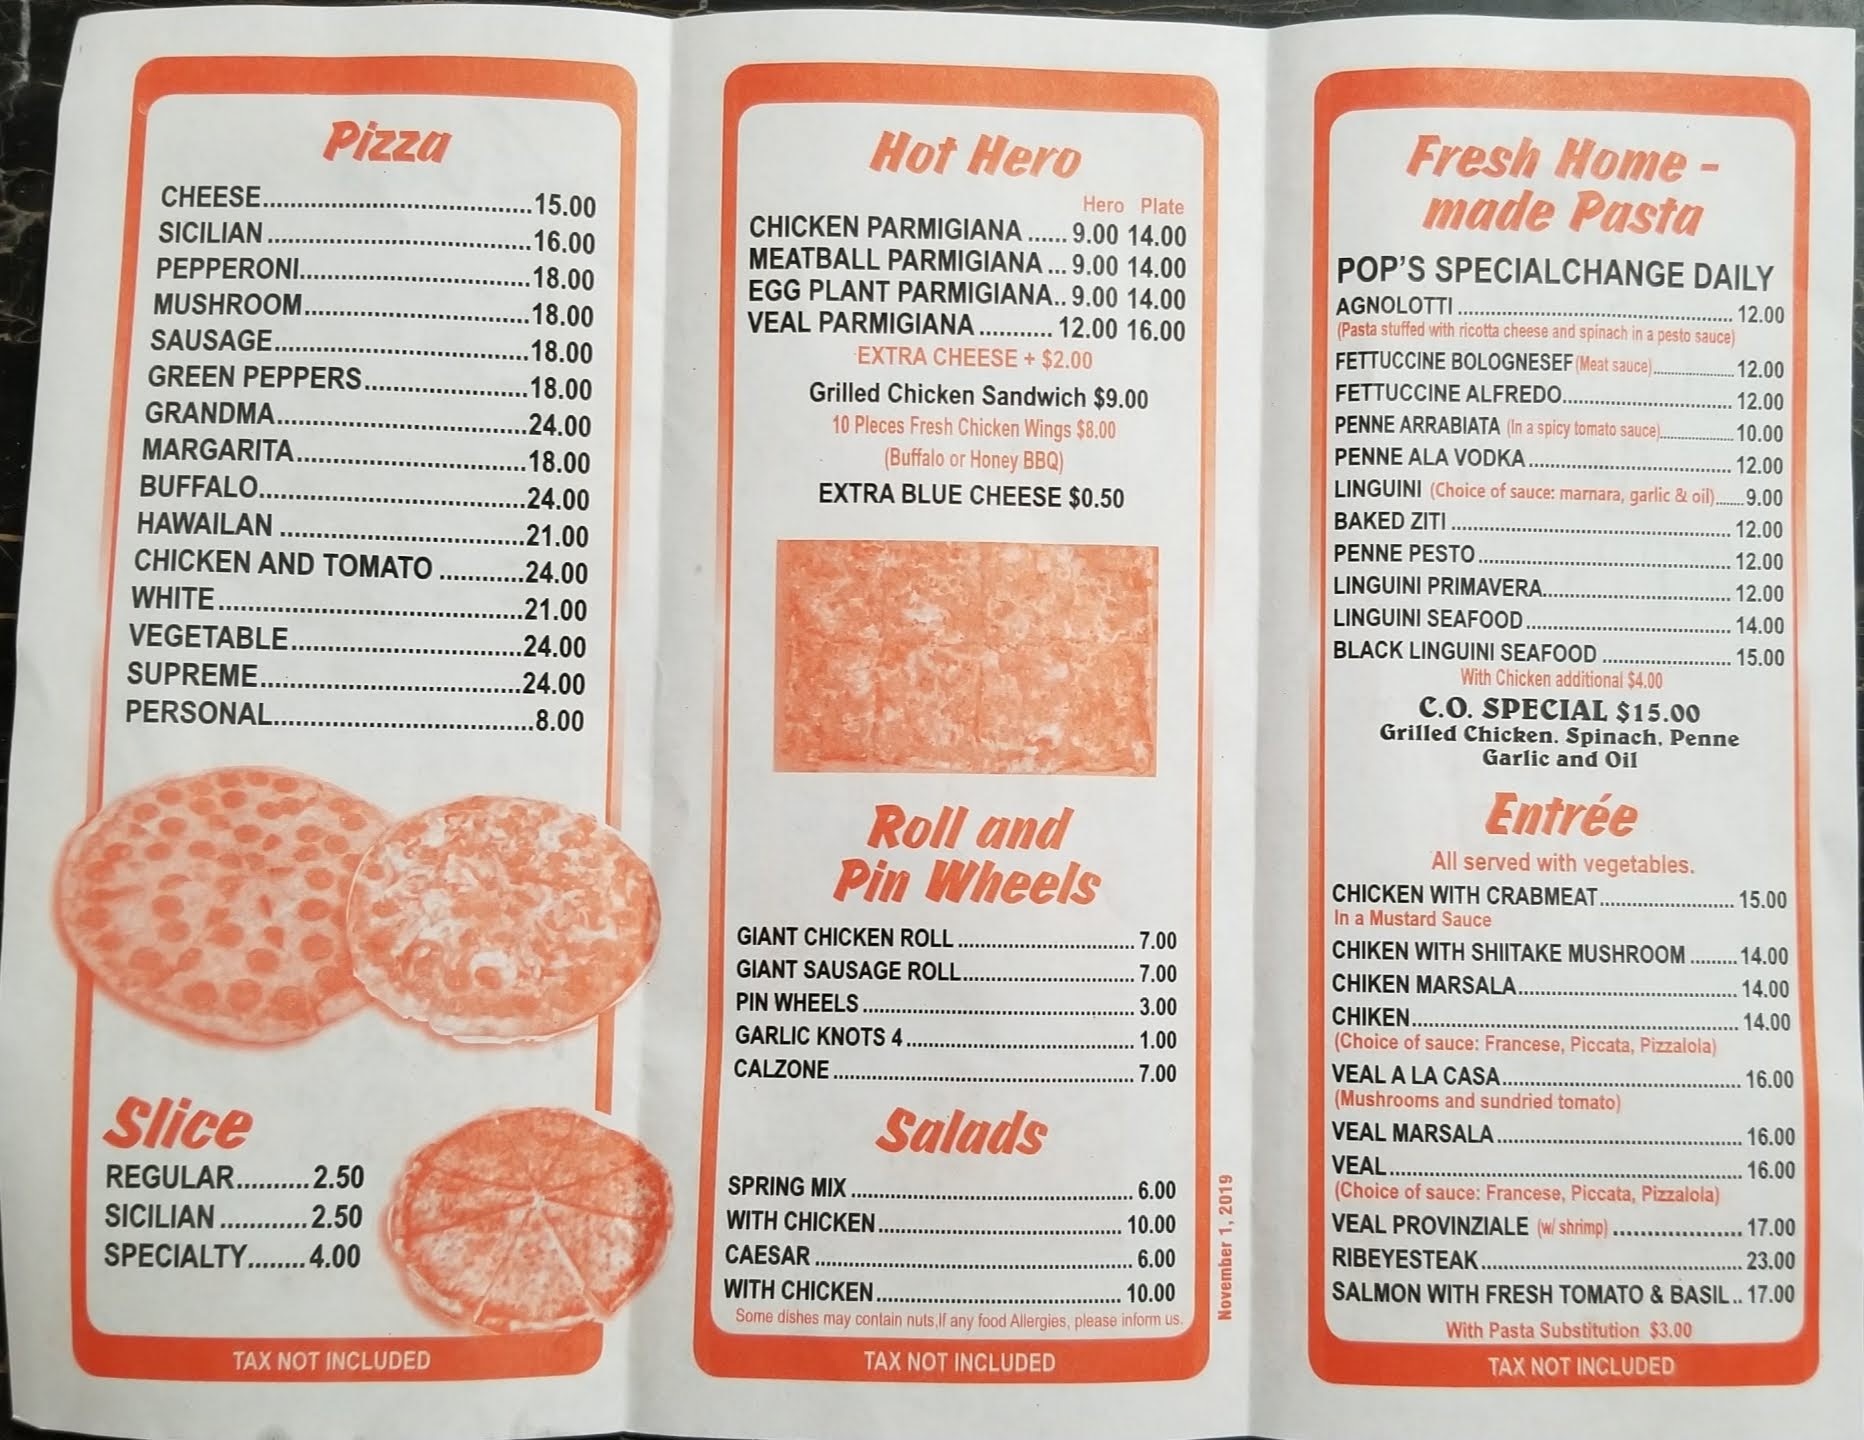 Pizza
CHEESE..................................15.00
SICILIAN.................................16.00
PEPPERONI.............................18.00
MUSHROOM............................18.00
SAUSAGE................................18.00
GREEN PEPPERS....................18.00
GRANDMA...............................24.00
MARGARITA............................18.00
BUFFALO.................................24.00
HAWAILAN ..............................21.00
CHICKEN AND TOMATO ..........24.00
WHITE......................................21.00
VEGETABLE.............................24.00
SUPREME................................24.00
PERSONAL................................8.00
Slice
REGULAR..........2.50
SICILIAN ............2.50
SPECIALTY........4.00
TAX NOT INCLUDED
Hot Hero
Hero Plate
CHICKEN PARMIGIANA ...... 9.00 14.00
MEATBALL PARMIGIANA ... 9.00 14.00
EGG PLANT PARMIGIANA.. 9.00 14.00
VEAL PARMIGIANA .......... 12.00 16.00
EXTRA CHEESE + $2.00
Grilled Chicken Sandwich $9.00
10 Pleces Fresh Chicken Wings $8.00
(Buffalo or Honey BBQ)
EXTRA BLUE CHEESE $0.50
Roll and
Pin Wheels
GIANT CHICKEN ROLL ............................ 7.00
GIANT SAUSAGE ROLL........................... 7.00
PIN WHEELS ........................................... 3.00
GARLIC KNOTS 4 .................................... 1.00
CALZONE ................................................ 7.00
Salads
SPRING MIX ............................................ 6.00
WITH CHICKEN...................................... 10.00
CAESAR .................................................. 6.00
WITH CHICKEN...................................... 10.00
Some dishes may contain nuts,If any food Allergies, please inform us.
TAX NOT INCLUDED
November 1, 2019
Fresh Home -
made Pasta
POP'S SPECIALCHANGE DAILY
AGNOLOTTI ............................................ 12.00
(Pasta stuffed with ricotta cheese and spinach in a pesto sauce)
FETTUCCINE BOLOGNESEF (Meat sacue)................ 12.00
FETTUCCINE ALFREDO........................... 12.00
PENNE ARRABIATA (In a spicy tomato sauce).............. 10.00
PENNE ALA VODKA ................................ 12.00
LINGUINI (Choice of sauce: marnara, garlic & oil)......9.00
BAKED ZITI ............................................. 12.00
PENNE PESTO ........................................ 12.00
LINGUINI PRIMAVERA............................. 12.00
LINGUINI SEAFOOD ................................ 14.00
BLACK LINGUINI SEAFOOD .................... 15.00
With Chicken additional $4.00
C.O. SPECIAL $15.00
Grilled Chicken. Spinach, Penne
Garlic and Oil
Entrée
All served with vegetables.
CHICKEN WITH CRABMEAT..................... 15.00
In a Mustard Sauce
CHIKEN WITH SHIITAKE MUSHROOM ........ 14.00
CHIKEN MARSALA.................................. 14.00
CHIKEN................................................... 14.00
(Choice of sauce: Francese, Piccata, Pizzalola)
VEAL A LA CASA..................................... 16.00
(Mushrooms and sundried tomato)
VEAL MARSALA...................................... 16.00
VEAL ...................................................... 16.00
(Choice of sauce: Francese, Piccata, Pizzalola)
VEAL PROVINZIALE (w/ shrimp) .................... 17.00
RIBEYESTEAK........................................ 23.00
SALMON WITH FRESH TOMATO & BASIL.. 17.00
With Pasta Substitution $3.00
TAX NOT INCLUDED